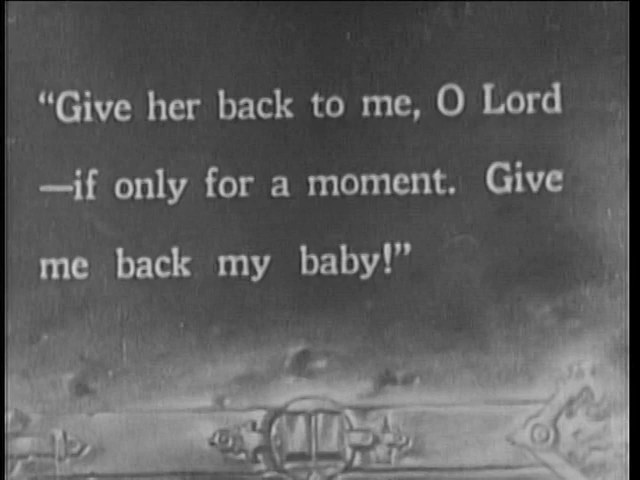 “Give her back to me, O Lord
—if only for a moment. Give
me back my baby!”